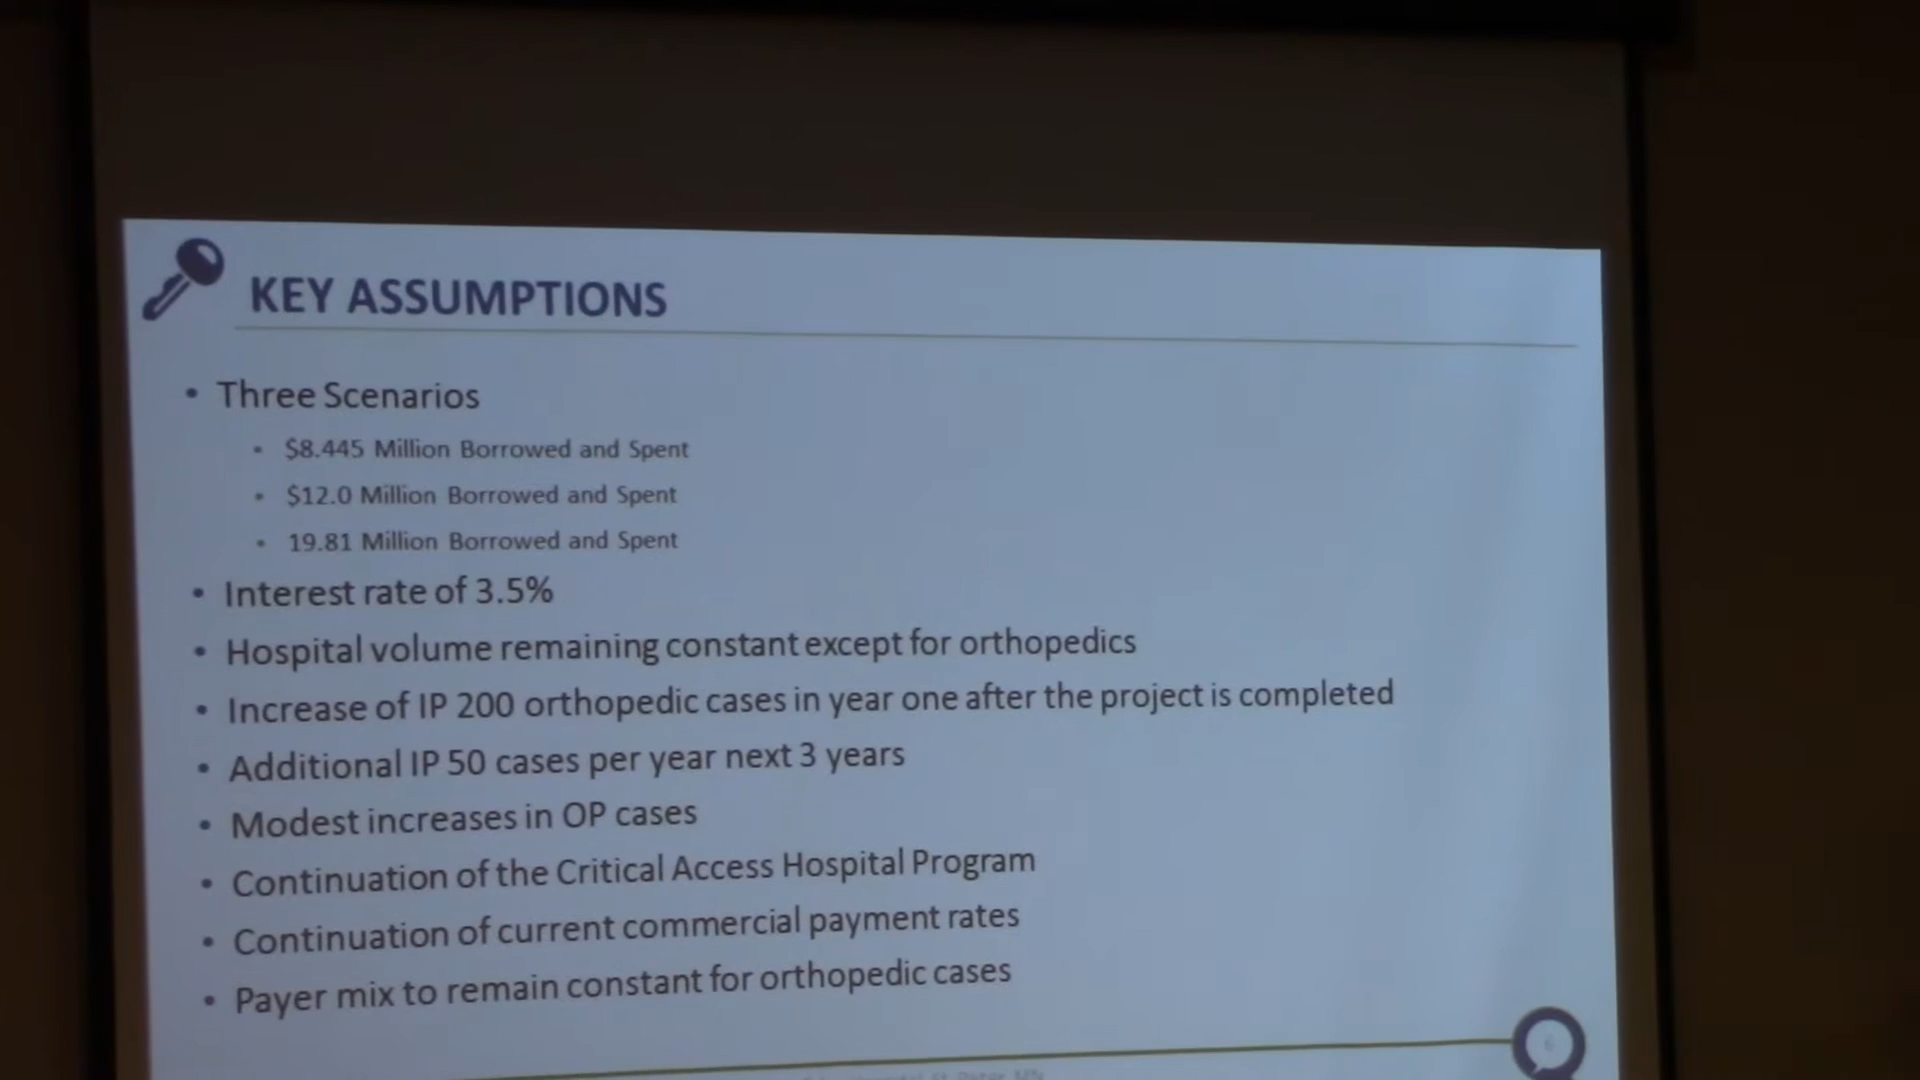 KEY ASSUMPTIONS
• Three Scenarios
• $8.445 Million Borrowed and Spent
• $12.0 Million Borrowed and Spent
• 19.81 Million Borrowed and Spent
• Interest rate of 3.5%
• Hospital volume remaining constant except for orthopedics
• Increase of IP 200 orthopedic cases in year one after the project is completed
• Additional IP 50 cases per year next 3 years
• Modest increases in OP cases
• Continuation of the Critical Access Hospital Program
• Continuation of current commercial payment rates
• Payer mix to remain constant for orthopedic cases